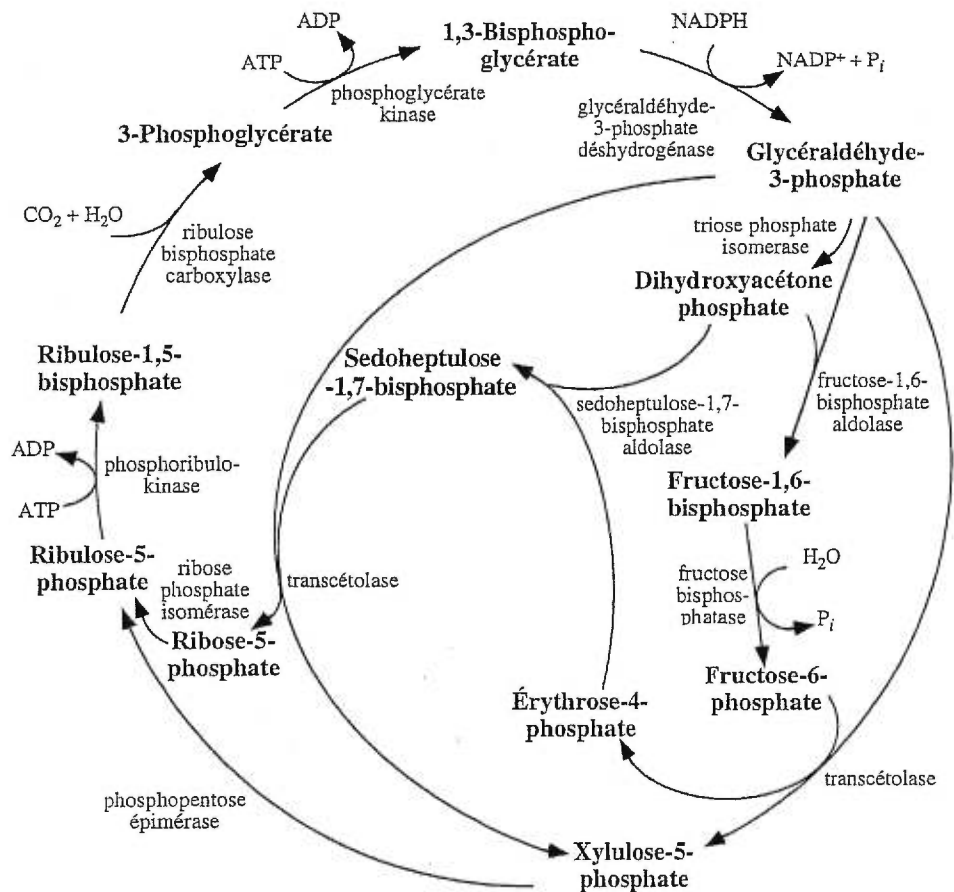 ADP
ATP
1,3-Bisphospho-
glycérate
NADPH
NADP+ + Pi
phosphoglycérate
kinase
glycéraldéhyde-
3-phosphate
déshydrogénase
3-Phosphoglycérate
Glycéraldéhyde-
3-phosphate
CO2 + H2O
ribulose
bisphosphate
carboxylase
triose phosphate
isomerase
Dihydroxyacétone
phosphate
Ribulose-1,5-
bisphosphate
Sedoheptulose
-1,7-bisphosphate
sedoheptulose-1,7-
bisphosphate
aldolase
fructose-1,6-
bisphosphate
aldolase
ADP
ATP
phosphoribulo-
kinase
Fructose-1,6-
bisphosphate
Ribulose-5-
phosphate
ribose
phosphate
isomérase
transcétolase
fructose
bisphos-
phatase
H2O
Pi
Ribose-5-
phosphate
Fructose-6-
phosphate
Érythrose-4-
phosphate
transcétolase
phosphopentose
épimérase
Xylulose-5-
phosphate